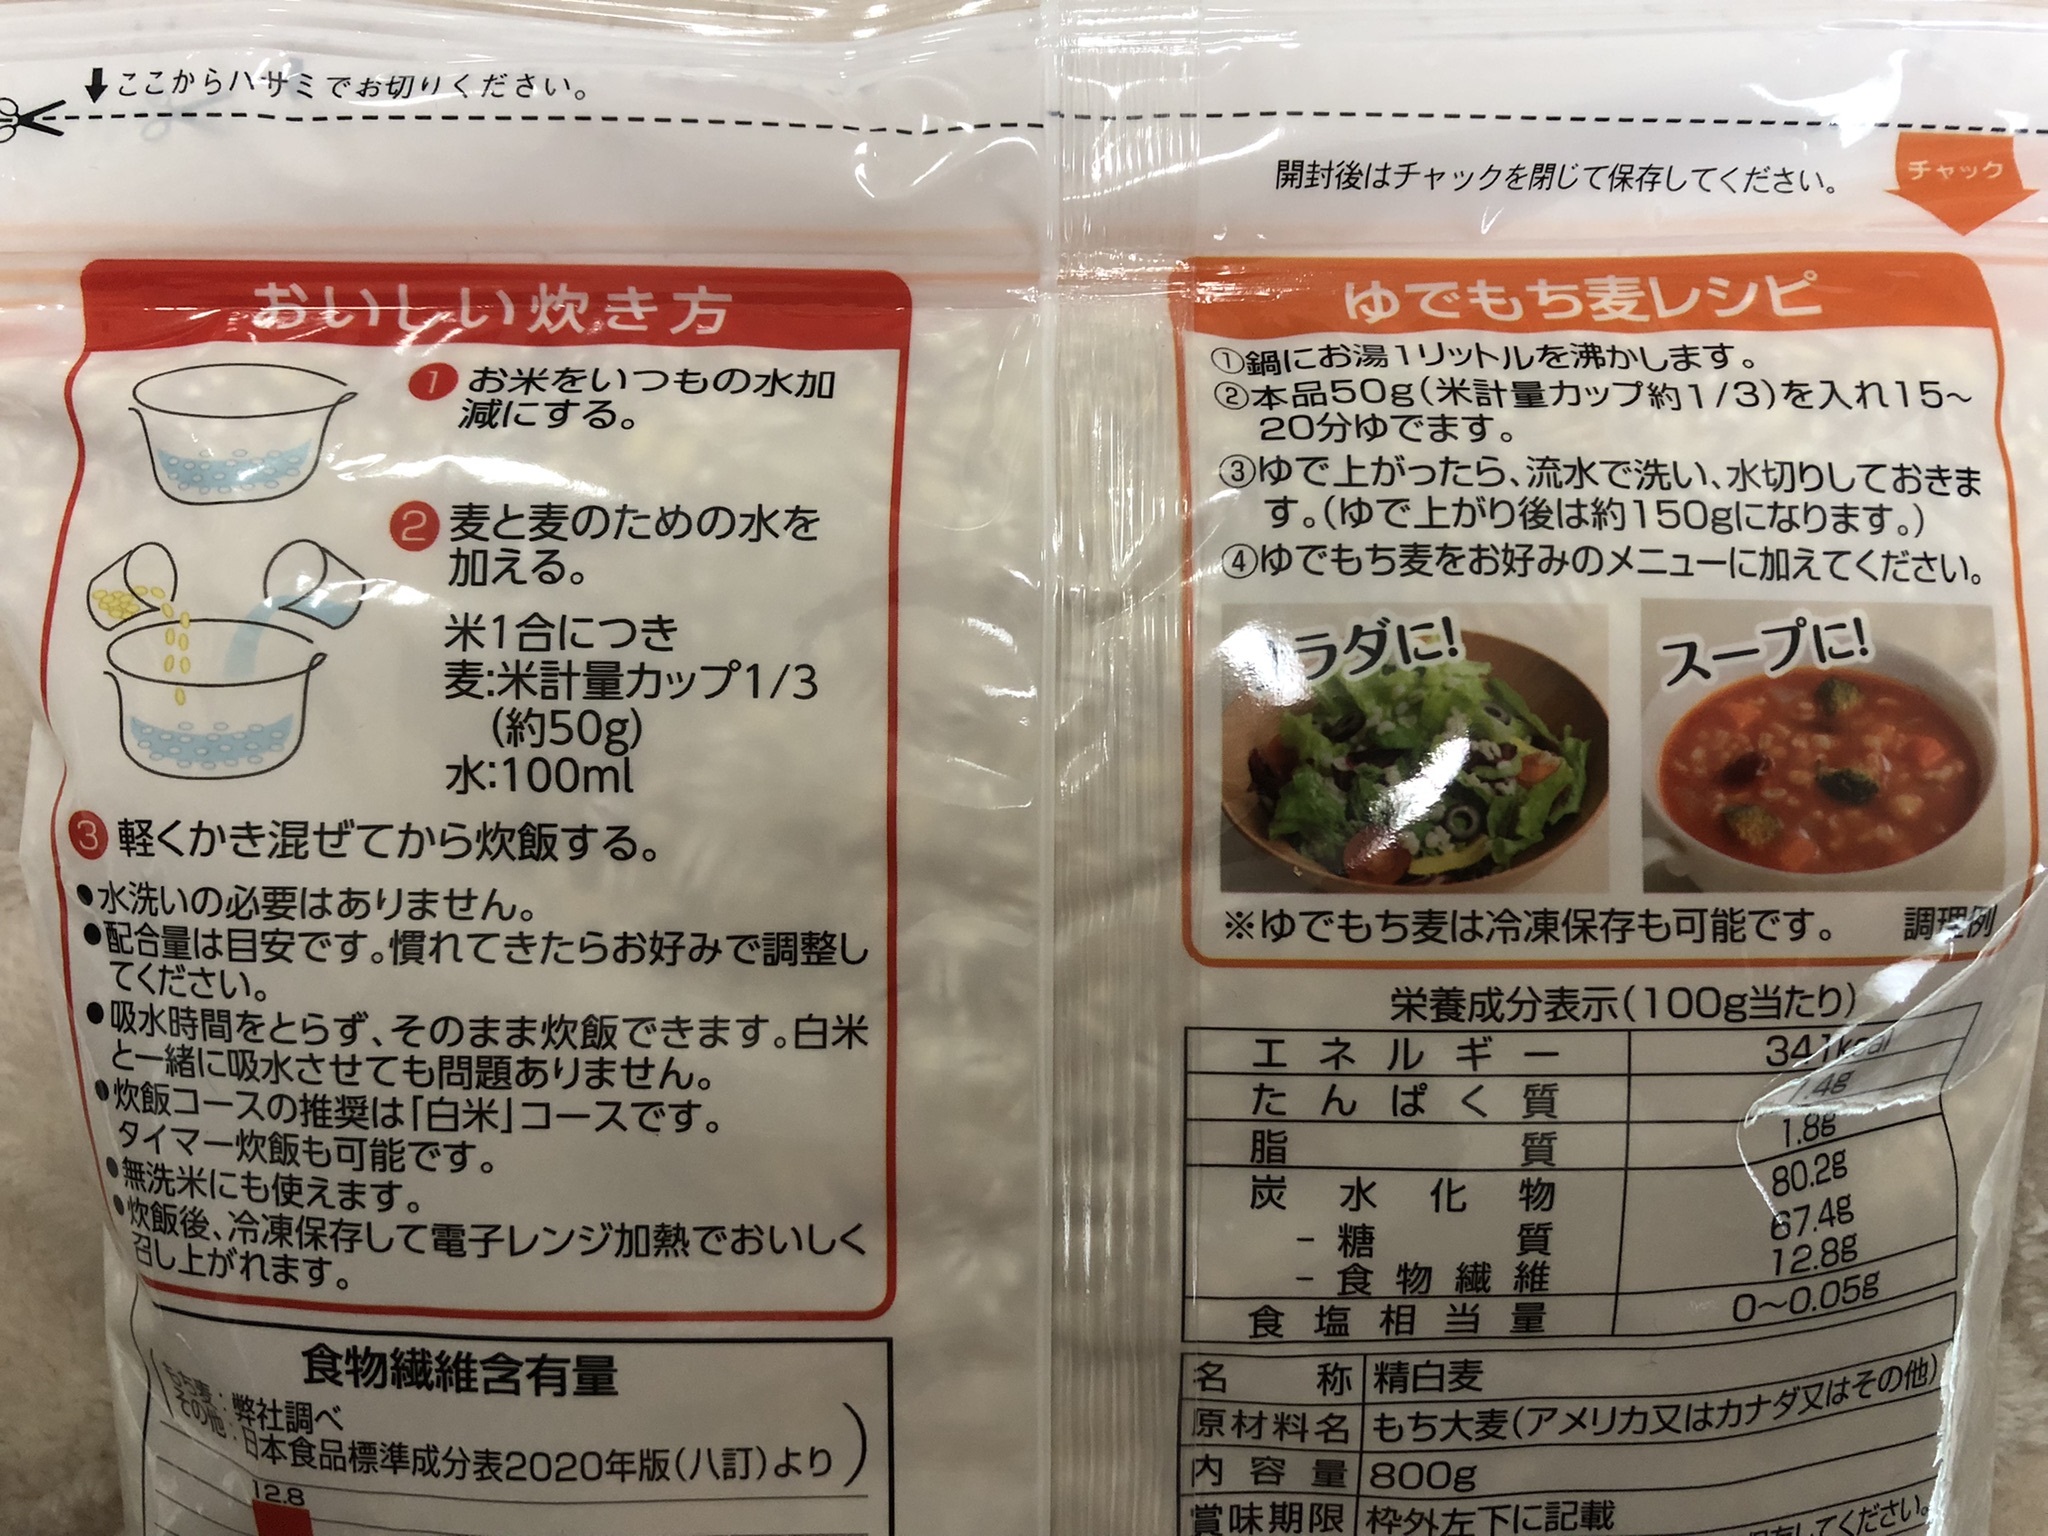 ここからハサミでお切りください。
開封後はチャックを閉じて保存してください。
チャック
おいしい炊き方
1 お米をいつもの水加
減にする。
2 麦と麦のための水を
加える。
米1合につき
麦:米計量カップ1/3
(約50g)
水:100ml
3 軽くかき混ぜてから炊飯する。
●水洗いの必要はありません。
●配合量は目安です。慣れてきたらお好みで調整し
てください。
●吸水時間をとらず、そのまま炊飯できます。白米
と一緒に吸水させても問題ありません。
●炊飯コースの推奨は「白米」コースです。
タイマー炊飯も可能です。
●無洗米にも使えます。
●炊飯後、冷凍保存して電子レンジ加熱でおいしく
召し上がれます。
食物繊維含有量
もち麦:弊社調べ
その他:日本食品標準成分表2020年版(八訂)より
12.8
ゆでもち麦レシピ
①鍋にお湯1リットルを沸かします。
②本品50g(米計量カップ約1/3)を入れ15〜
20分ゆでます。
③ゆで上がったら、流水で洗い、水切りしておきま
す。(ゆで上がり後は約150gになります。)
④ゆでもち麦をお好みのメニューに加えてください。
ラダに!
スープに!
※ゆでもち麦は冷凍保存も可能です。 調理例
栄養成分表示(100g当たり)
エネルギー 341kcal
たんぱく質 .4g
脂質 1.8g
炭水化物 80.2g
-糖質 67.4g
-食物繊維 12.8g
食塩相当量 0〜0.05g
名称 精白麦
原材料名 もち大麦(アメリカ又はカナダ又はその他)
内容量 800g
賞味期限 枠外左下に記載
してください。